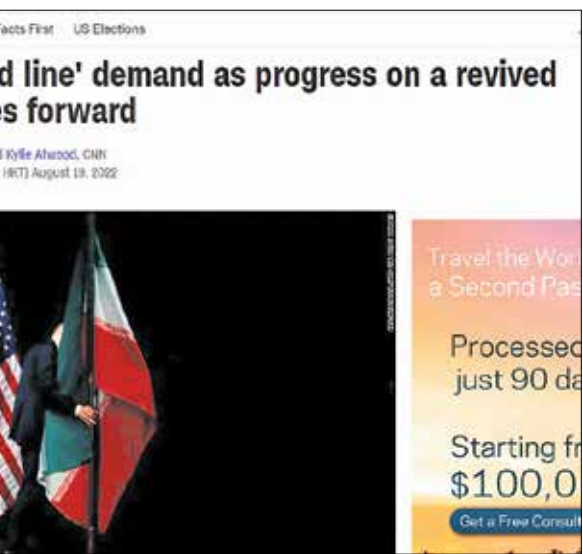 Facts First US Elections
d line' demand as progress on a revived
s forward
d Kylie Atwood, CNN
HKT) August 19, 2022
Travel the Wor
a Second Pas
Processed
just 90 da
Starting fr
$100,0
Get a Free Consult